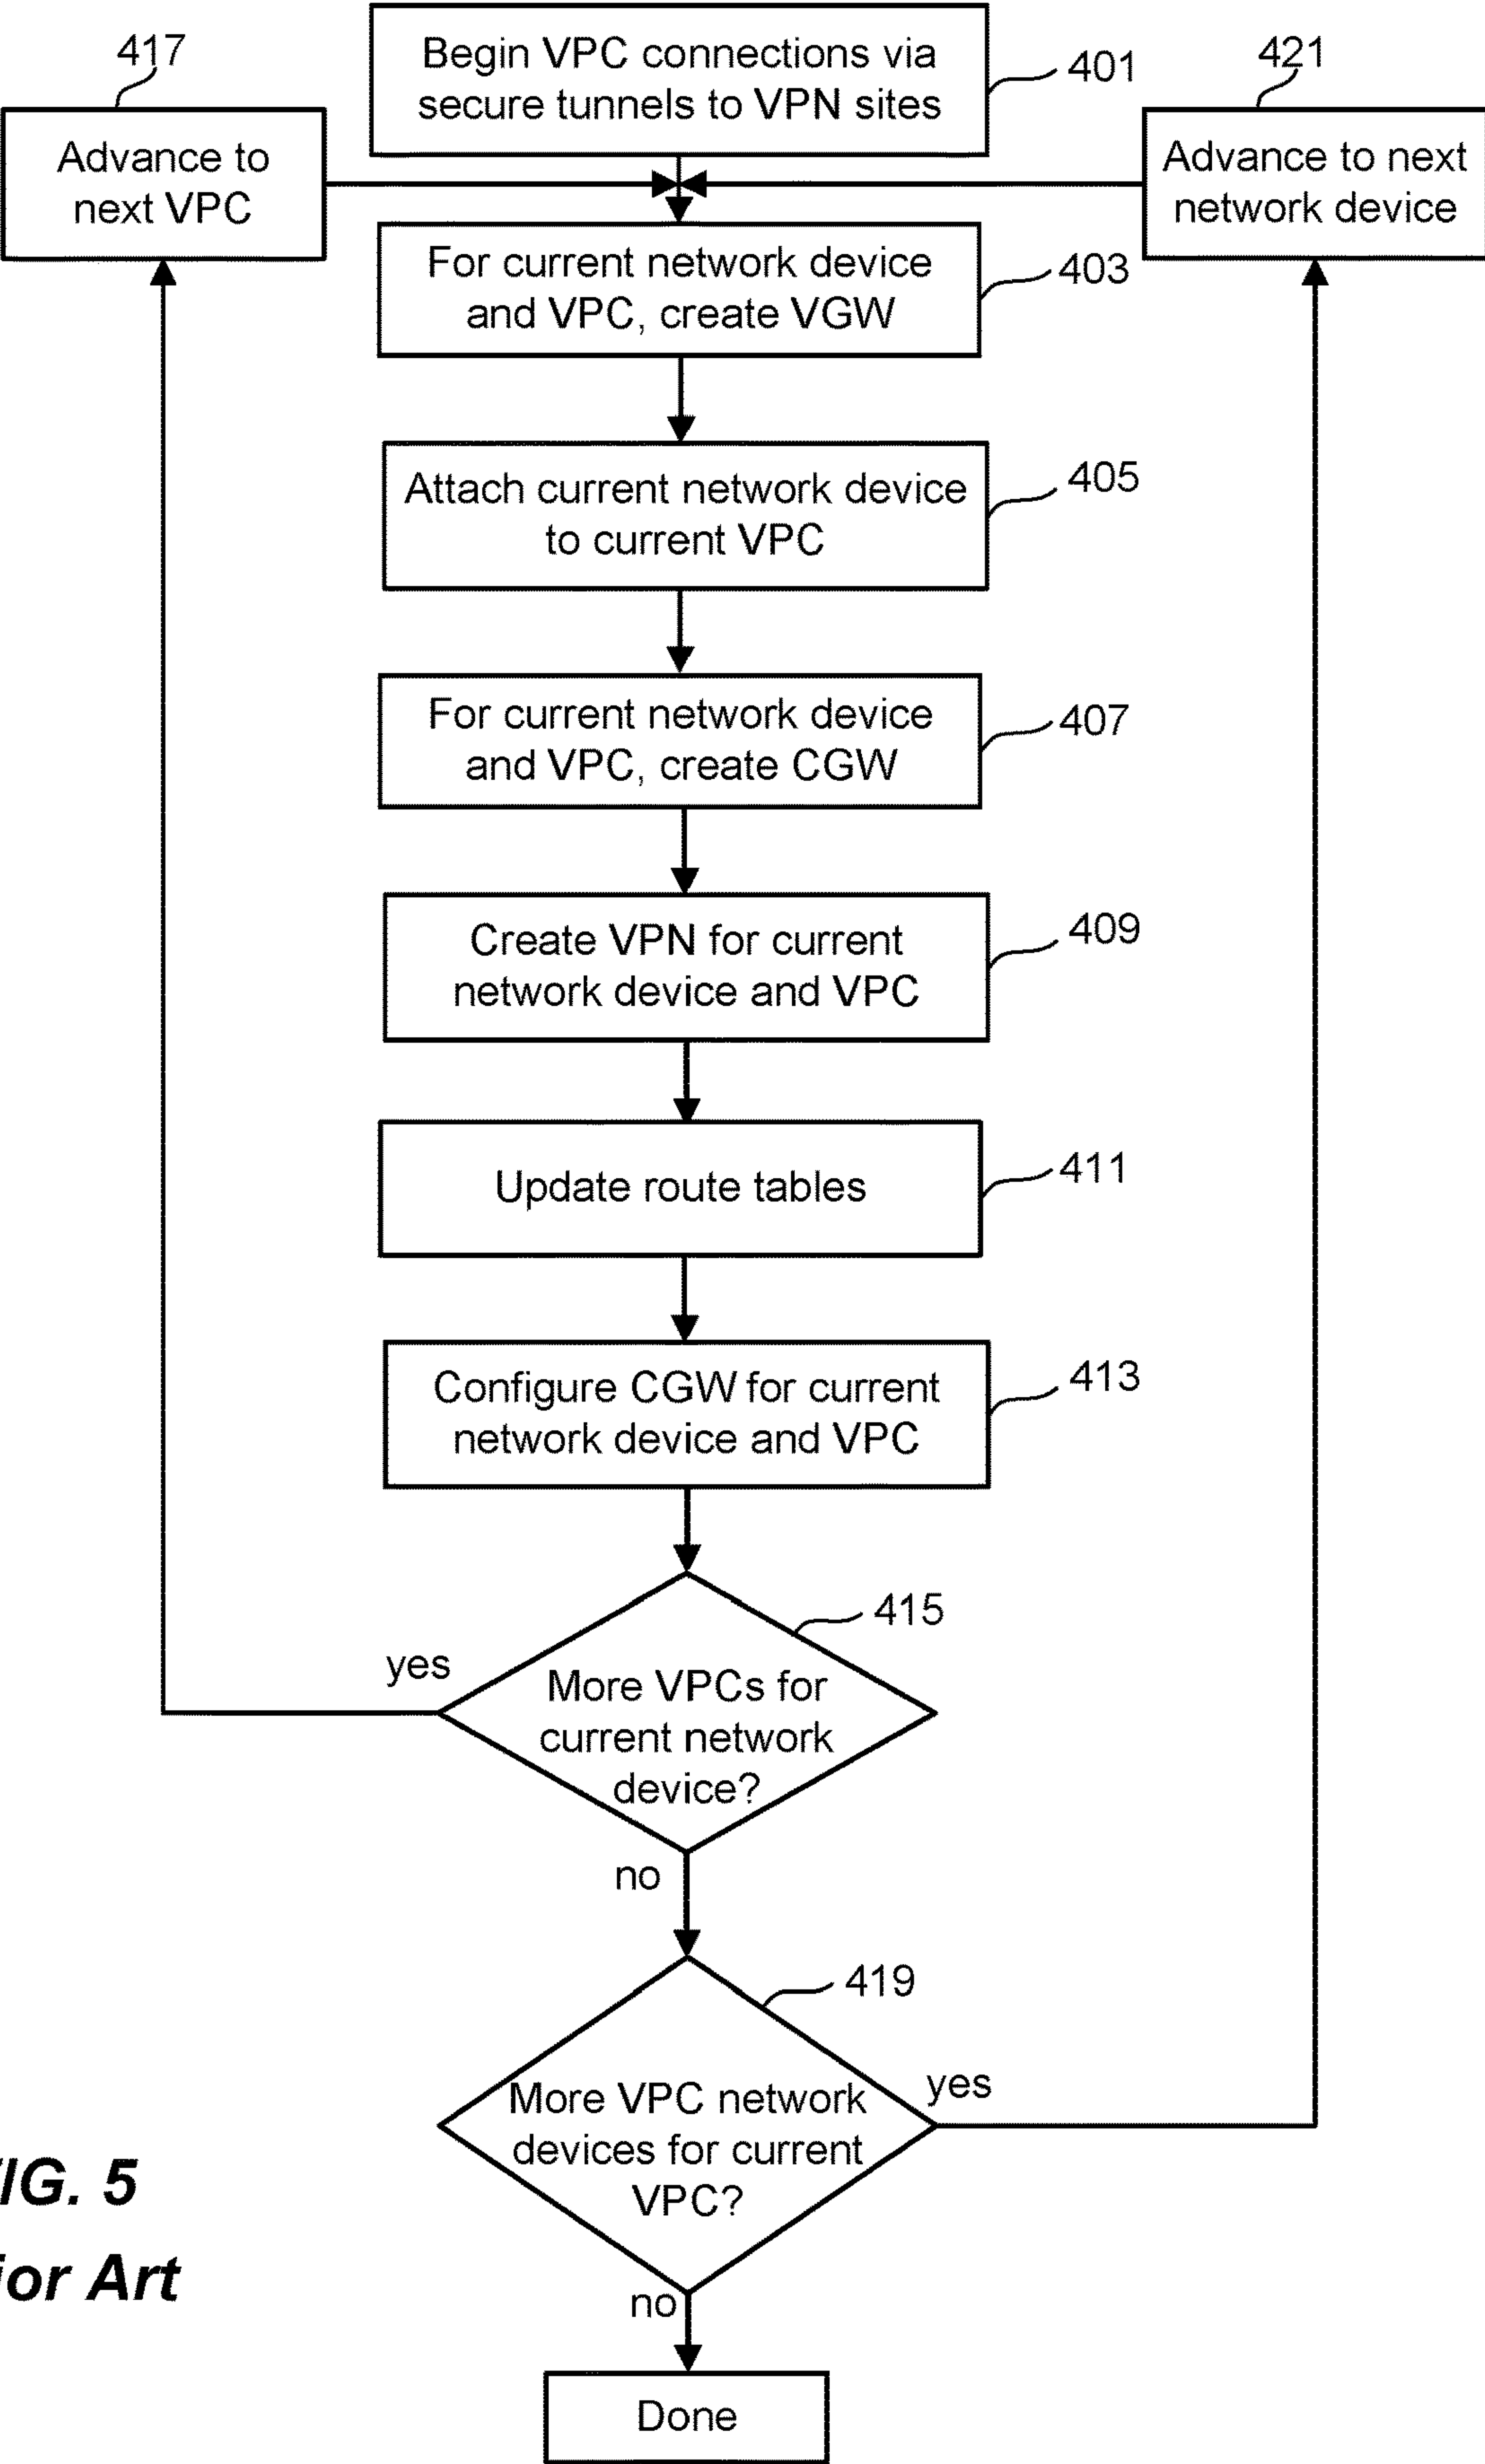 417
Begin VPC connections via
secure tunnels to VPN sites
401
421
Advance to
next VPC
Advance to next
network device
For current network device
and VPC, create VGW
403
Attach current network device
to current VPC
405
For current network device
and VPC, create CGW
407
Create VPN for current
network device and VPC
409
Update route tables
411
Configure CGW for current
network device and VPC
413
415
yes
More VPCs for
current network
device?
no
419
yes
More VPC network
devices for current
VPC?
IG. 5
ior Art
no
Done